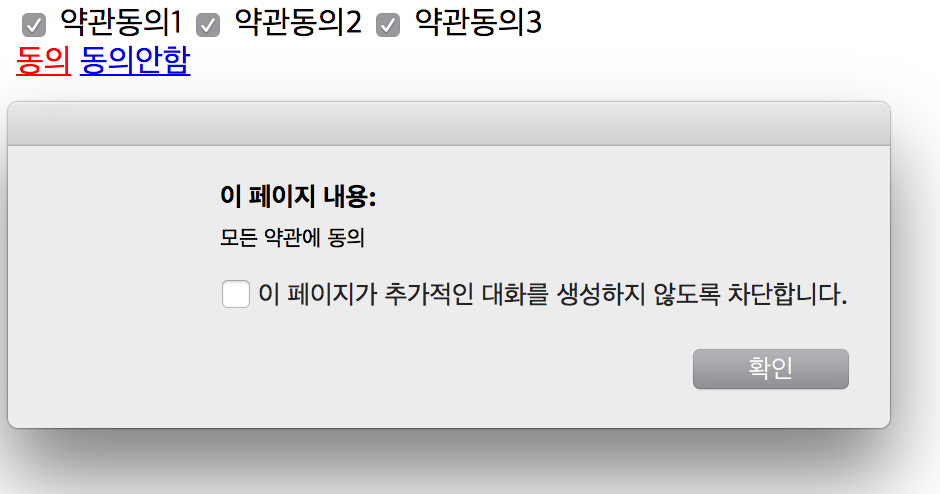 약관동의1 약관동의2 약관동의3
동의 동의안함
이 페이지 내용:
모든 약관에 동의
이 페이지가 추가적인 대화를 생성하지 않도록 차단합니다.
확인